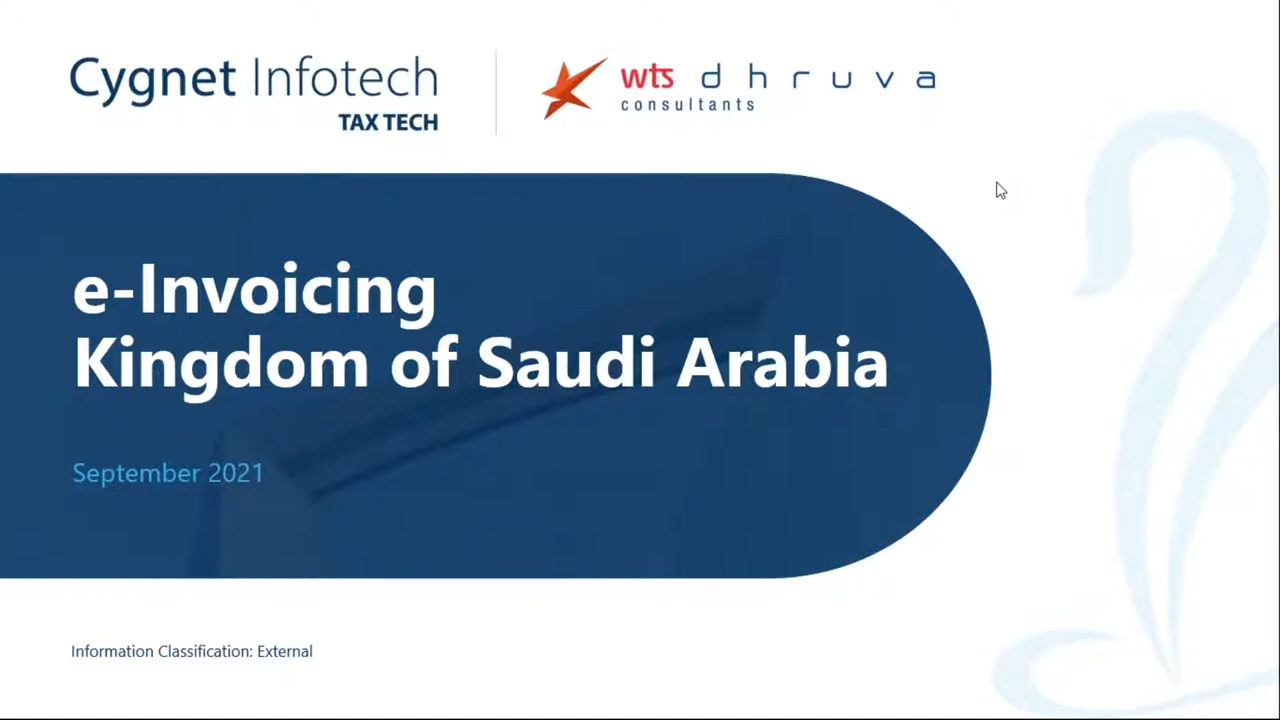 Cygnet Infotech
TAX TECH
wts dhruva
consultants
e-Invoicing
Kingdom of Saudi Arabia
September 2021
Information Classification: External